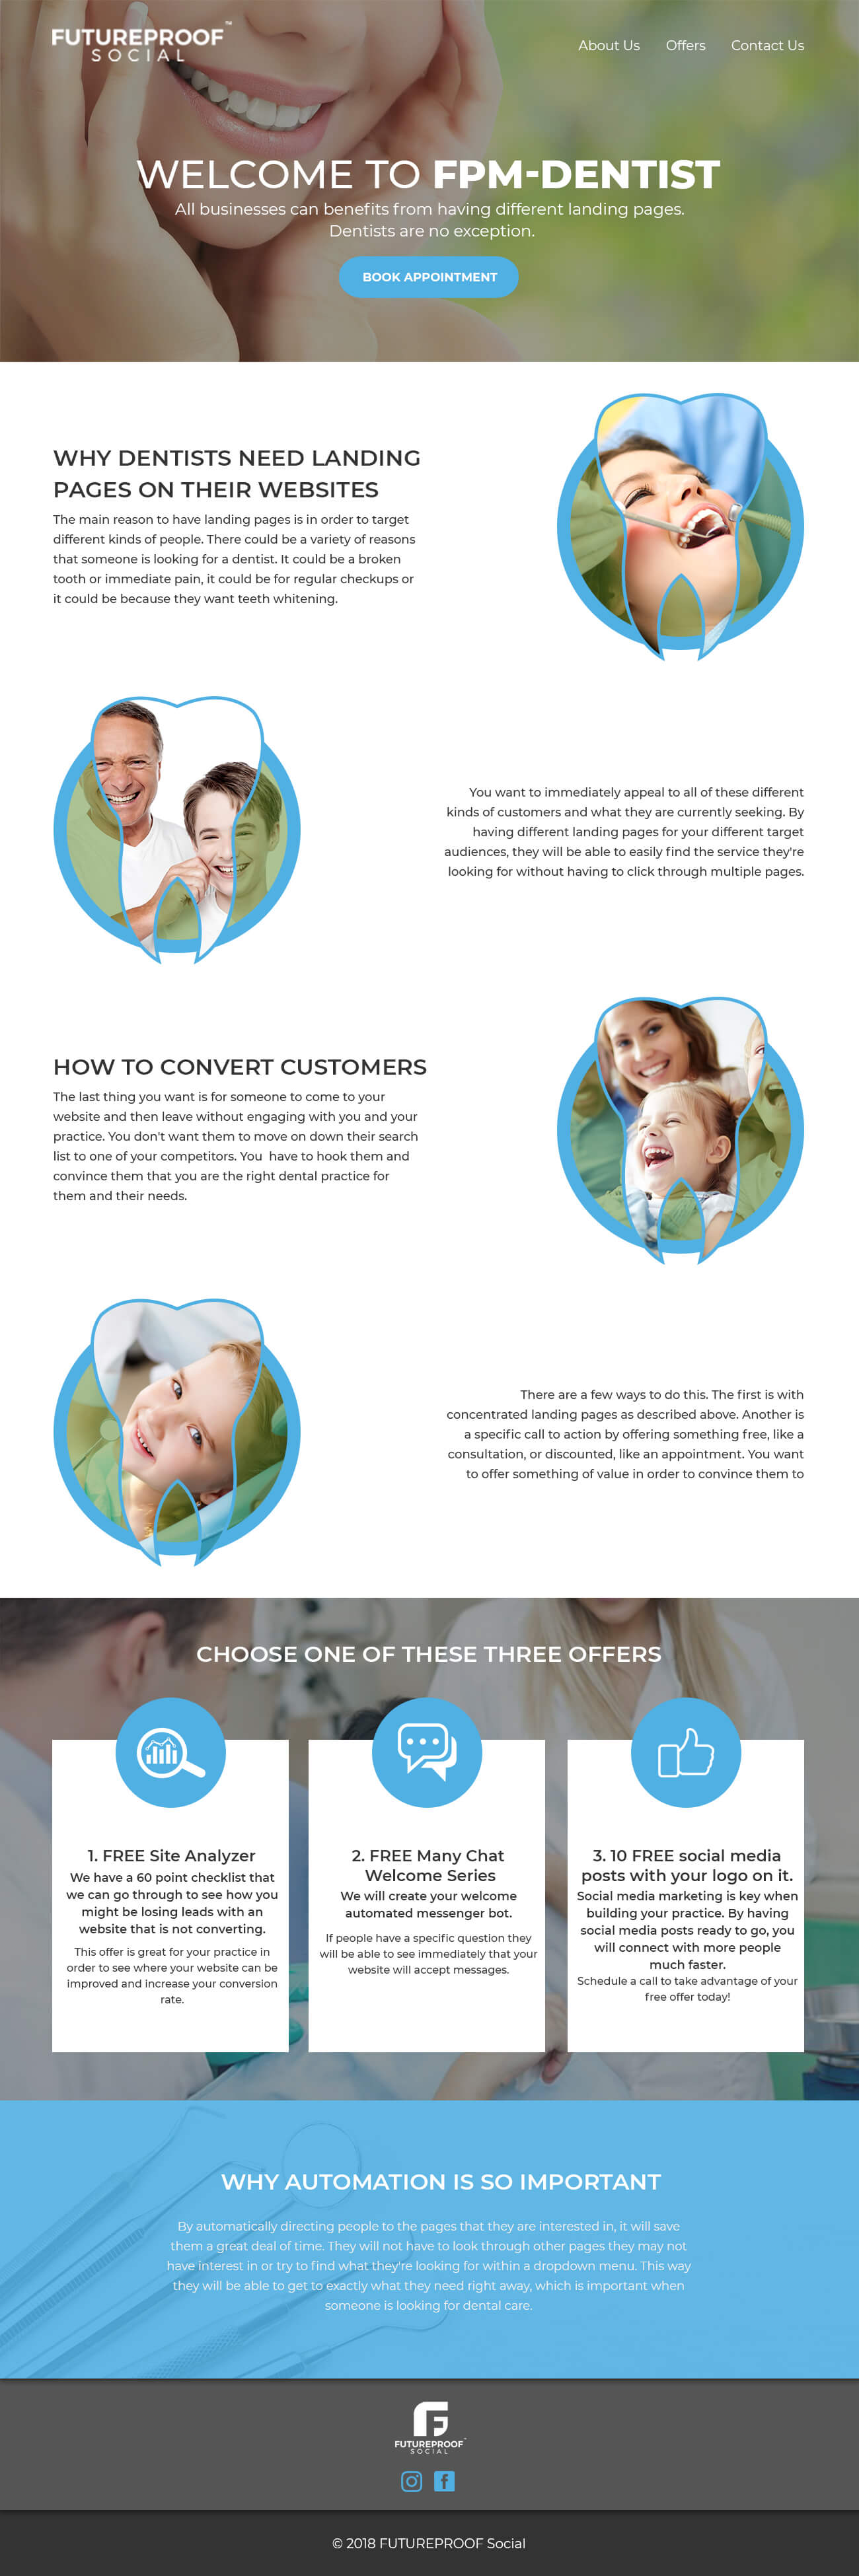 FUTUREPROOF™
SOCIAL
About Us Offers Contact Us
WELCOME TO FPM-DENTIST
All businesses can benefits from having different landing pages.
Dentists are no exception.
BOOK APPOINTMENT
WHY DENTISTS NEED LANDING
PAGES ON THEIR WEBSITES
The main reason to have landing pages is in order to target
different kinds of people. There could be a variety of reasons
that someone is looking for a dentist. It could be a broken
tooth or immediate pain, it could be for regular checkups or
it could be because they want teeth whitening.
You want to immediately appeal to all of these different
kinds of customers and what they are currently seeking. By
having different landing pages for your different target
audiences, they will be able to easily find the service they're
looking for without having to click through multiple pages.
HOW TO CONVERT CUSTOMERS
The last thing you want is for someone to come to your
website and then leave without engaging with you and your
practice. You don't want them to move on down their search
list to one of your competitors. You  have to hook them and
convince them that you are the right dental practice for
them and their needs.
There are a few ways to do this. The first is with
concentrated landing pages as described above. Another is
a specific call to action by offering something free, like a
consultation, or discounted, like an appointment. You want
to offer something of value in order to convince them to
CHOOSE ONE OF THESE THREE OFFERS
1. FREE Site Analyzer
We have a 60 point checklist that
we can go through to see how you
might be losing leads with an
website that is not converting.
This offer is great for your practice in
order to see where your website can be
improved and increase your conversion
rate.
2. FREE Many Chat
Welcome Series
We will create your welcome
automated messenger bot.
If people have a specific question they
will be able to see immediately that your
website will accept messages.
3. 10 FREE social media
posts with your logo on it.
Social media marketing is key when
building your practice. By having
social media posts ready to go, you
will connect with more people
much faster.
Schedule a call to take advantage of your
free offer today!
WHY AUTOMATION IS SO IMPORTANT
By automatically directing people to the pages that they are interested in, it will save
them a great deal of time. They will not have to look through other pages they may not
have interest in or try to find what they're looking for within a dropdown menu. This way
they will be able to get to exactly what they need right away, which is important when
someone is looking for dental care.
FUTUREPROOF
SOCIAL
© 2018 FUTUREPROOF Social